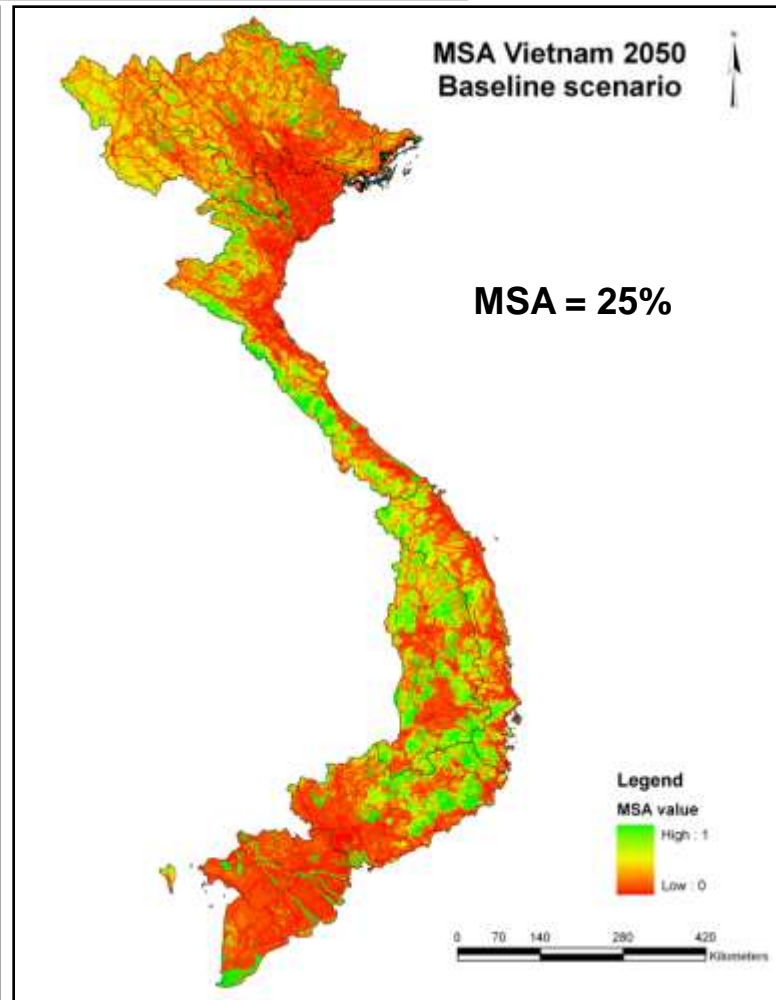 MSA Vietnam 2050
Baseline scenario
MSA = 25%
Legend
MSA value
High : 1
Low : 0
0 70 140 280 420
Kilometers